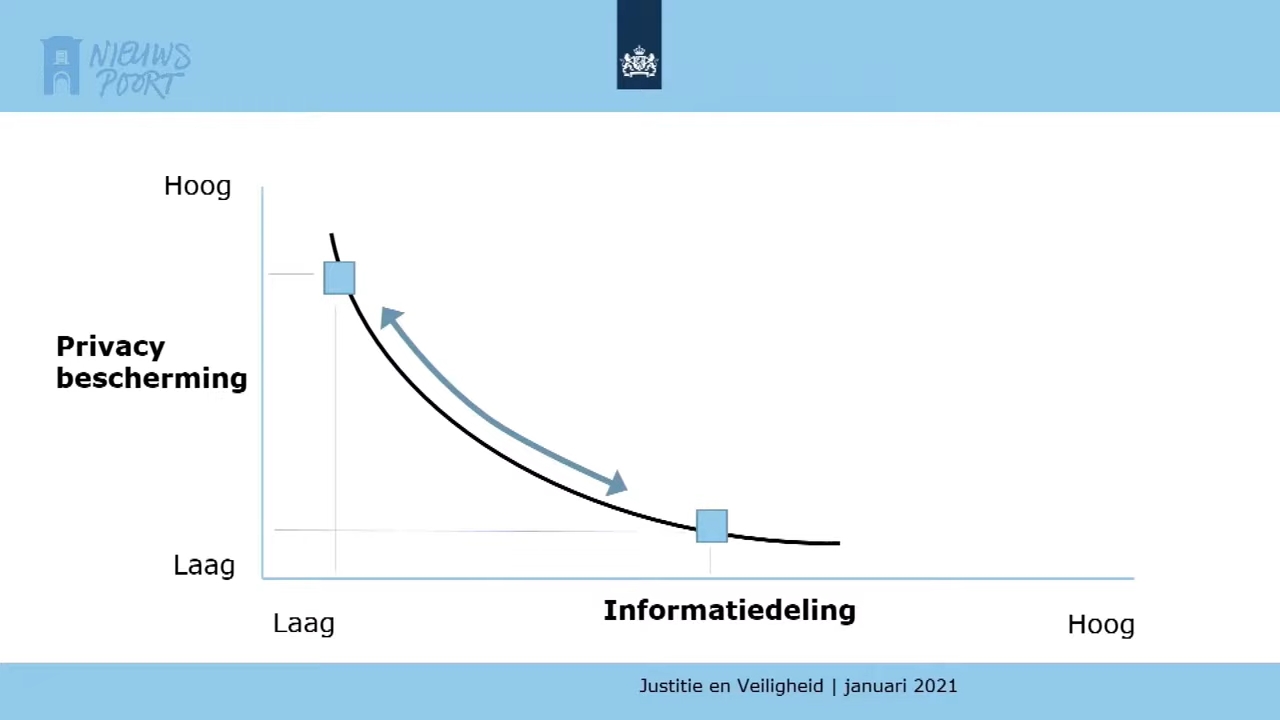 NIEUWS
POORT
Hoog
Privacy
bescherming
Laag
Laag
Informatiedeling
Hoog
Justitie en Veiligheid | januari 2021